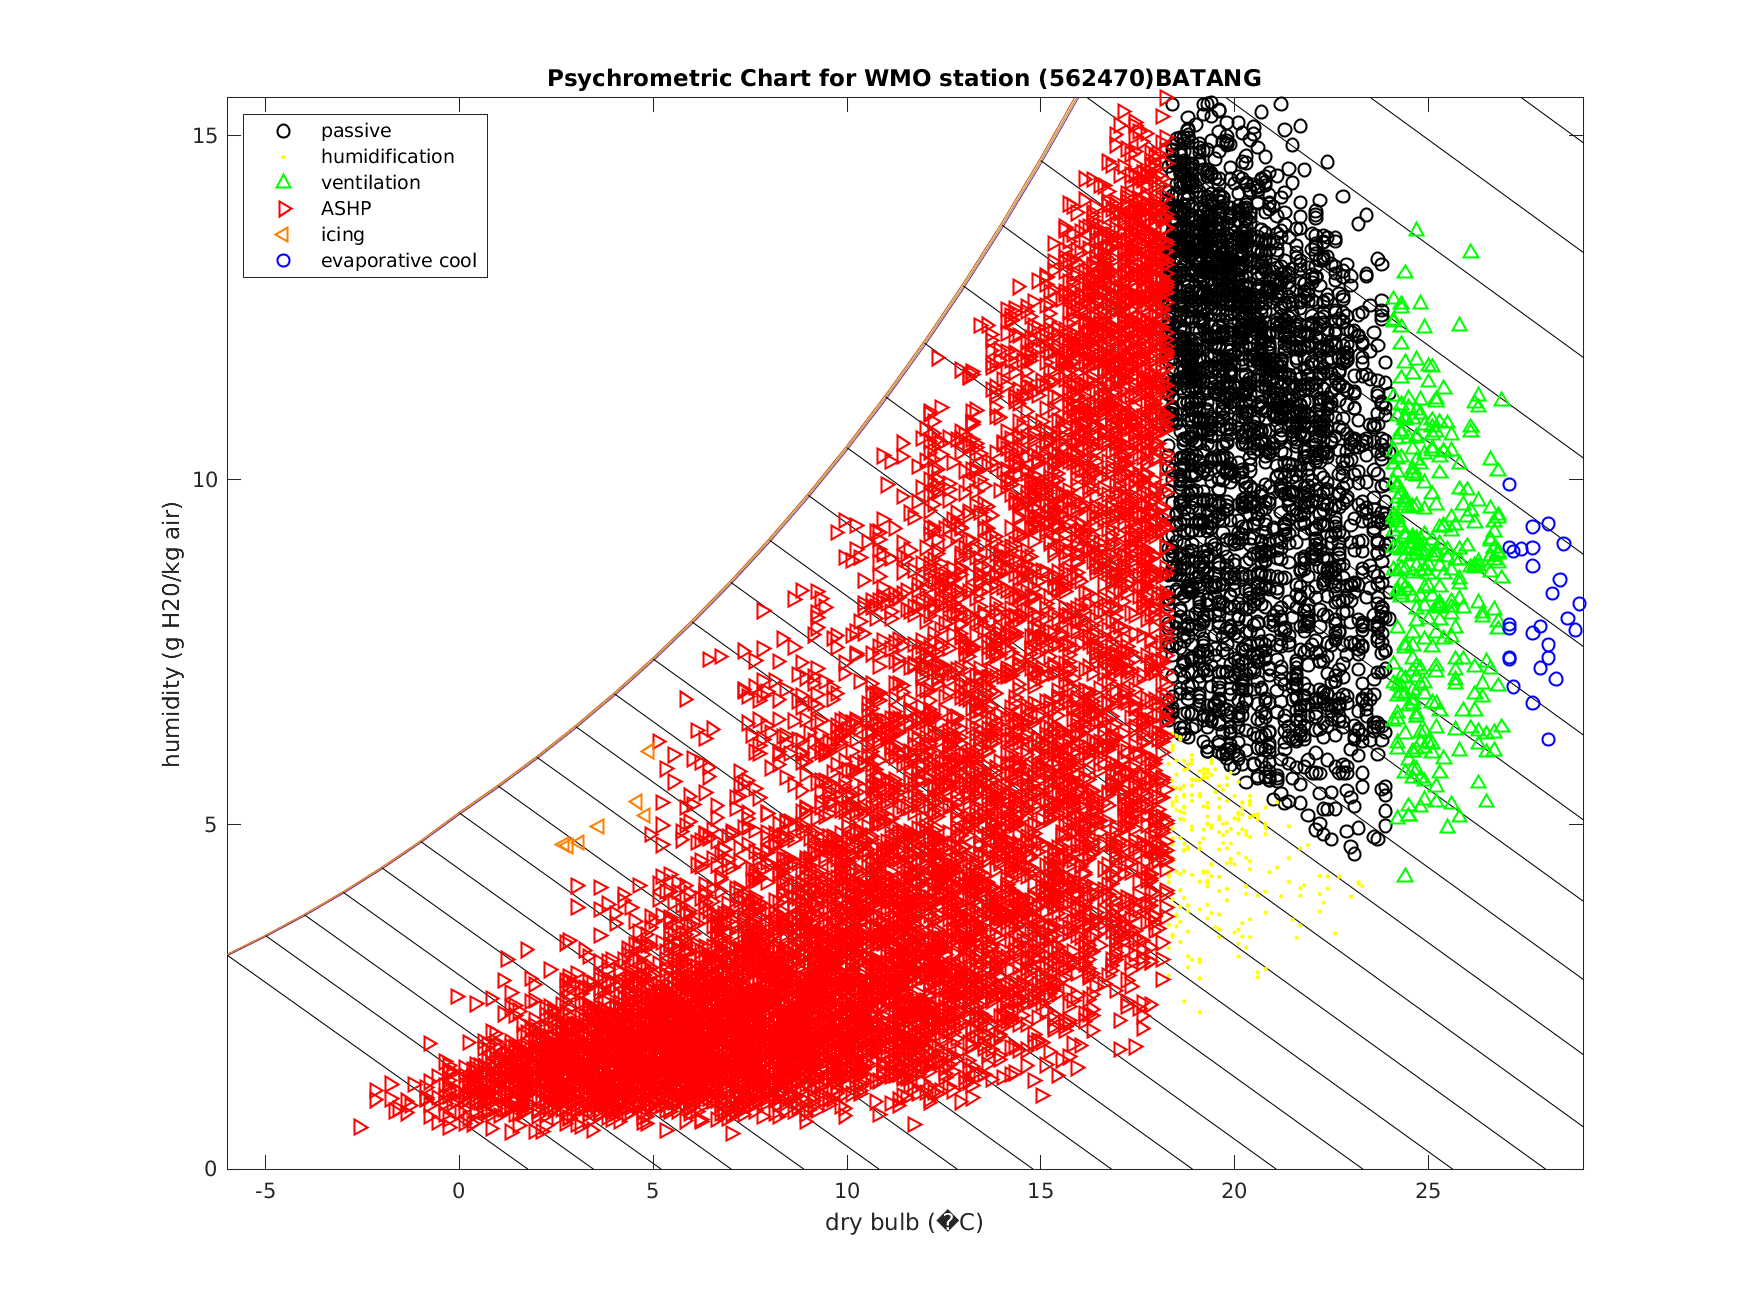 Psychrometric Chart for WMO station (562470)BATANG
passive
humidification
ventilation
ASHP
icing
evaporative cool
15
10
5
0
humidity (g H20/kg air)
-5 0 5 10 15 20 25
dry bulb (�C)